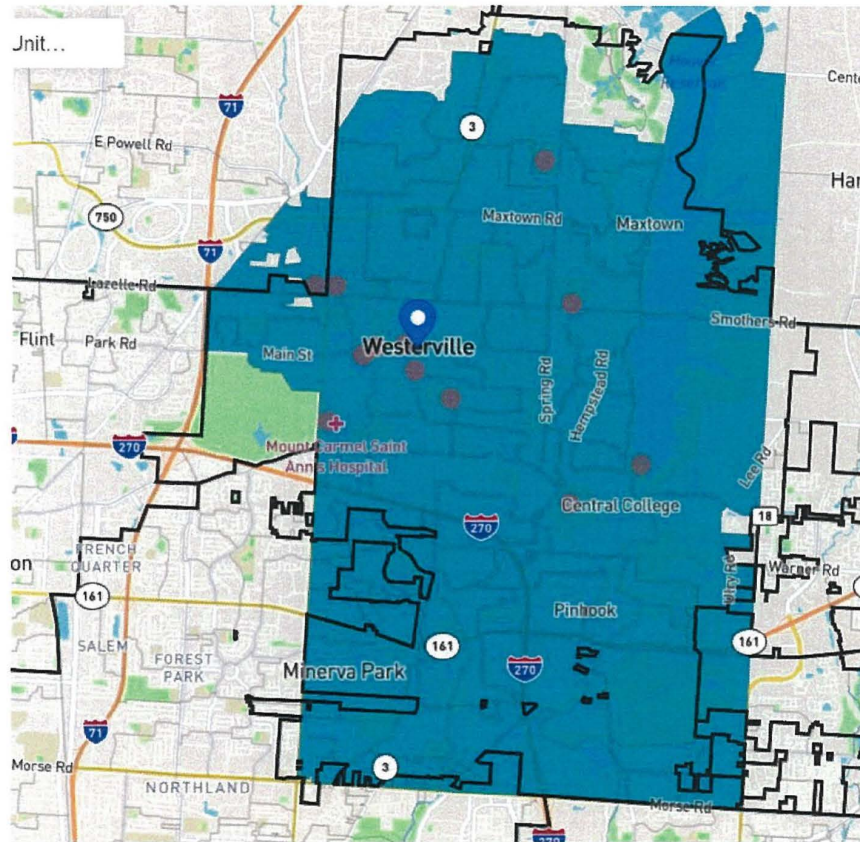 Unit...
Cente
71
E Powell Rd
3
Har
750
Maxtown Rd
Maxtown
71
Lazelle Rd
Smothers Rd
Flint
Park Rd
Main St
Westerville
Spring Rd
Hempstead Rd
270
Mount Carmel Saint
Ann's Hospital
Lee Rd
Central College
270
18
FRENCH
QUARTER
on
Warner Rd
Ulry Rd
161
Pinhook
161
161
SALEM
FOREST
PARK
270
Minerva Park
71
Morse Rd
3
NORTHLAND
Morse Rd
270